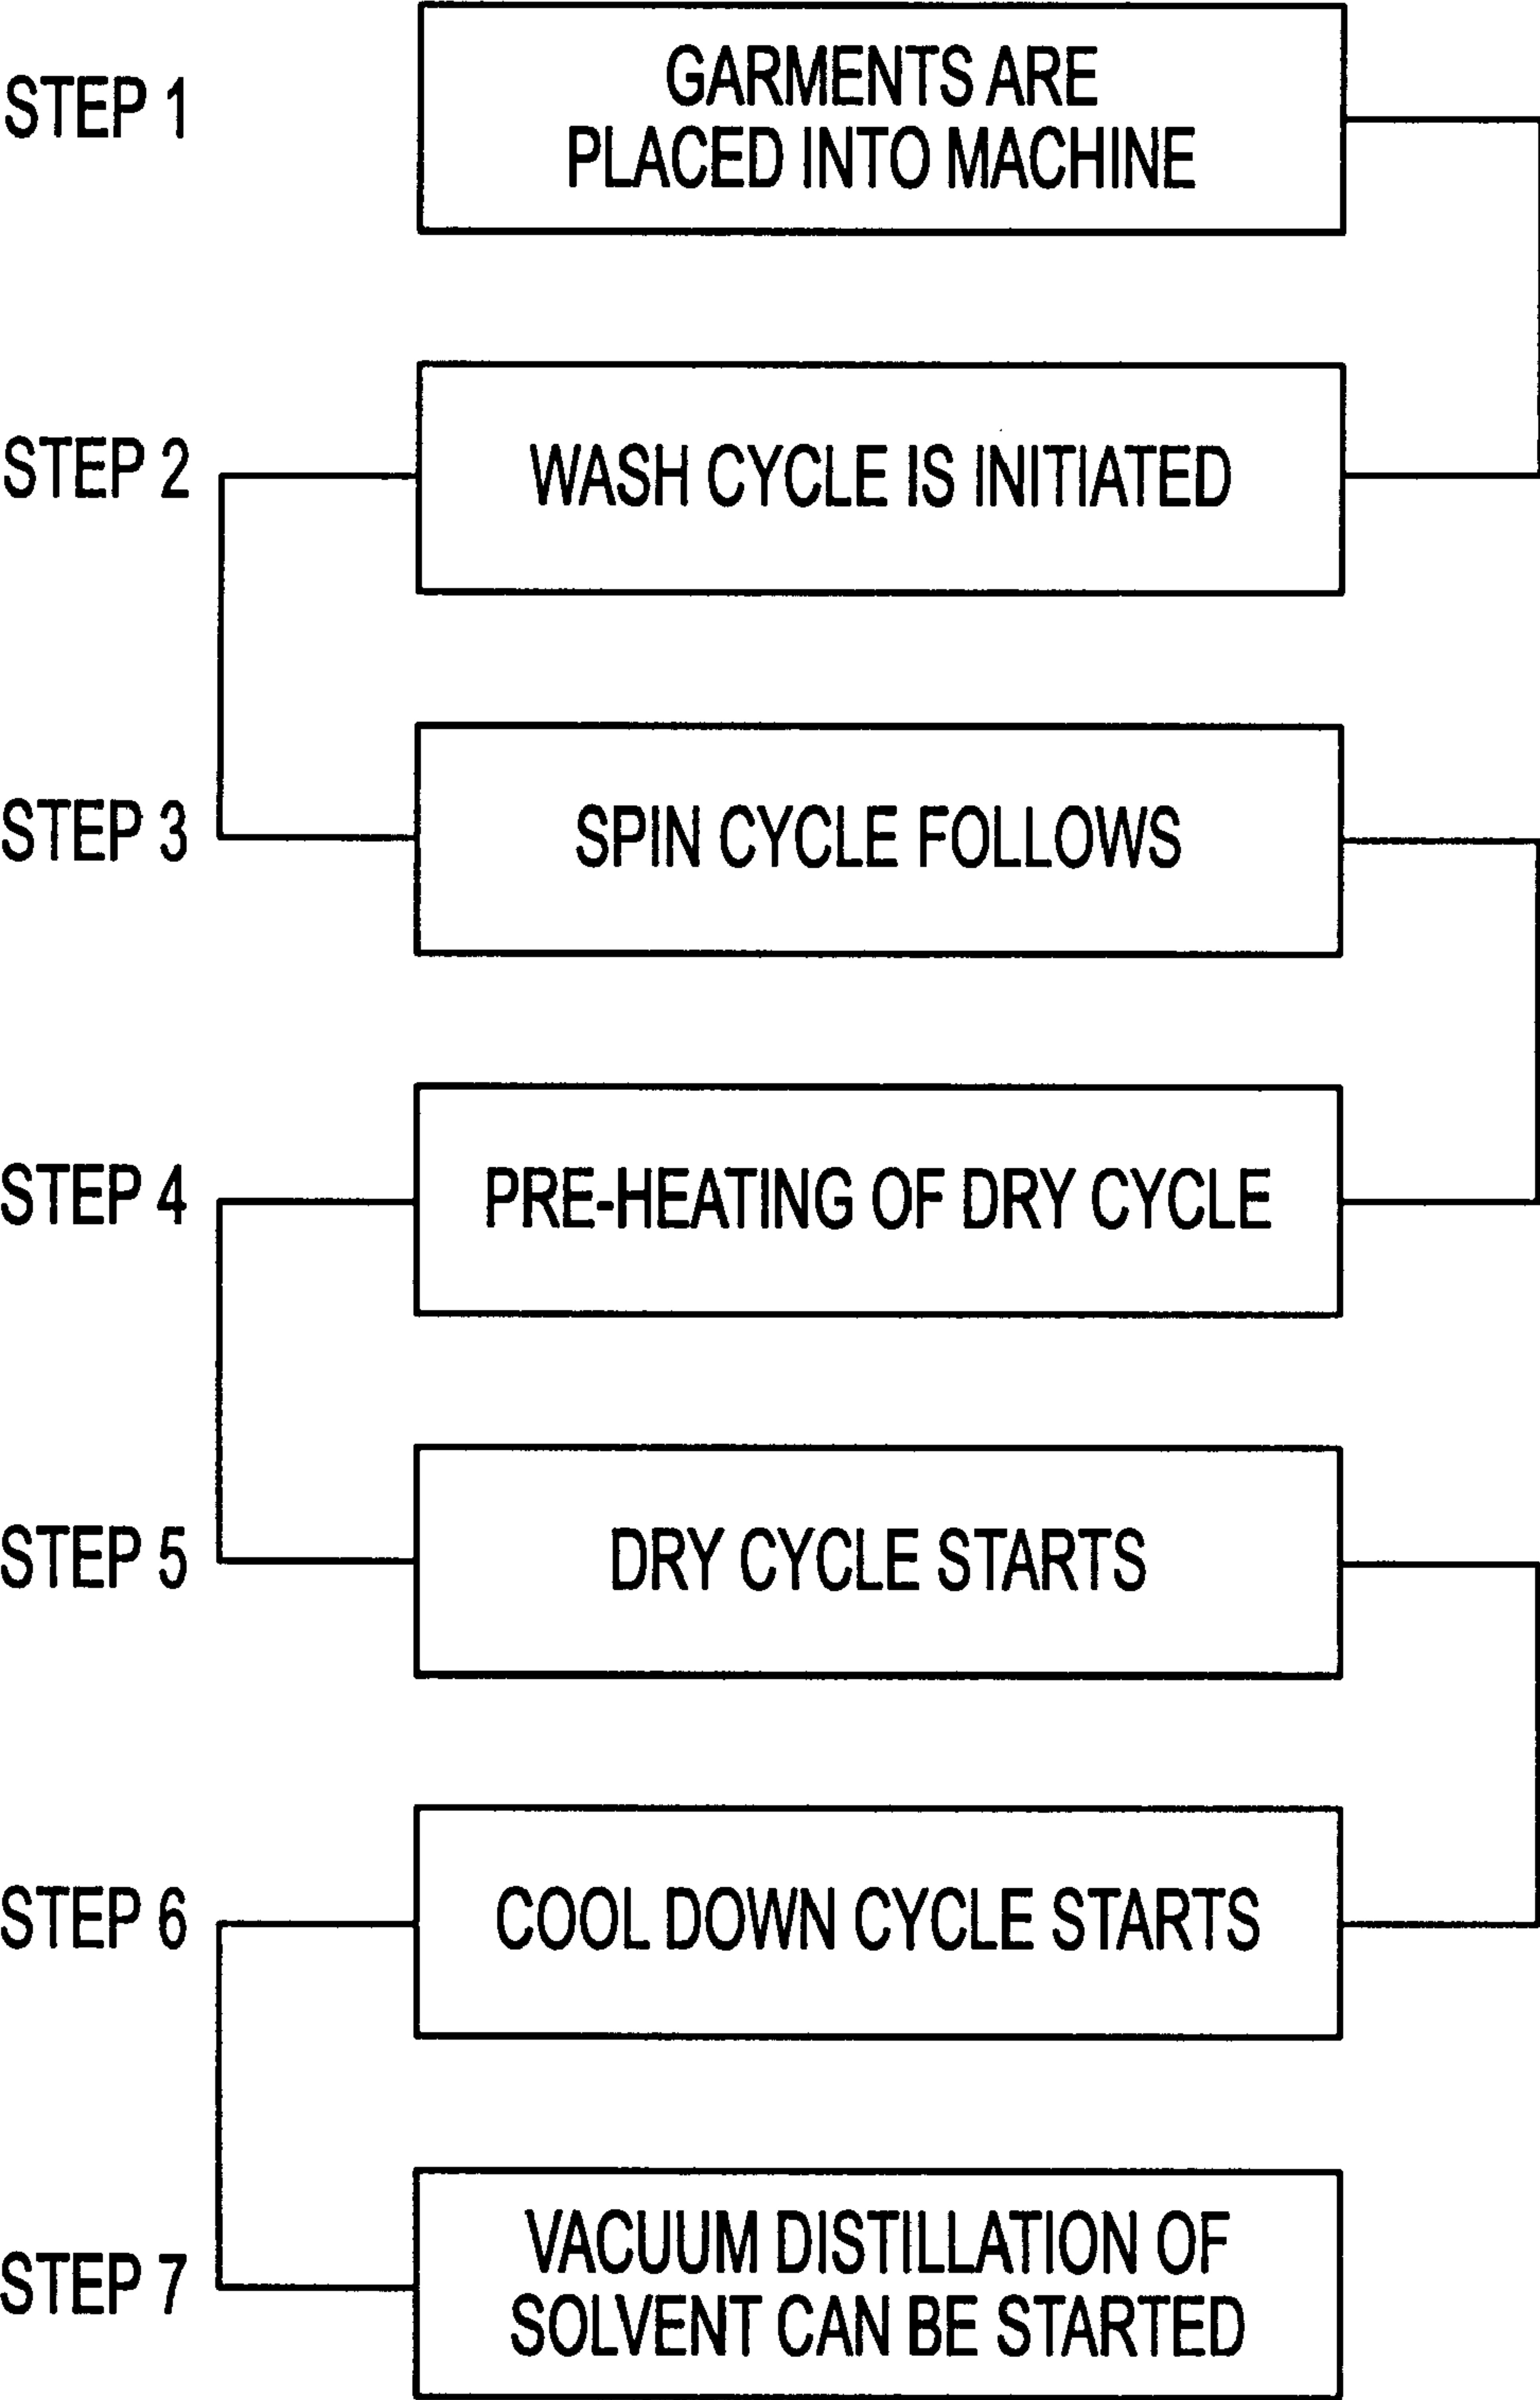 STEP 1
GARMENTS ARE
PLACED INTO MACHINE
STEP 2
WASH CYCLE IS INITIATED
STEP 3
SPIN CYCLE FOLLOWS
STEP 4
PRE-HEATING OF DRY CYCLE
STEP 5
DRY CYCLE STARTS
STEP 6
COOL DOWN CYCLE STARTS
STEP 7
VACUUM DISTILLATION OF
SOLVENT CAN BE STARTED